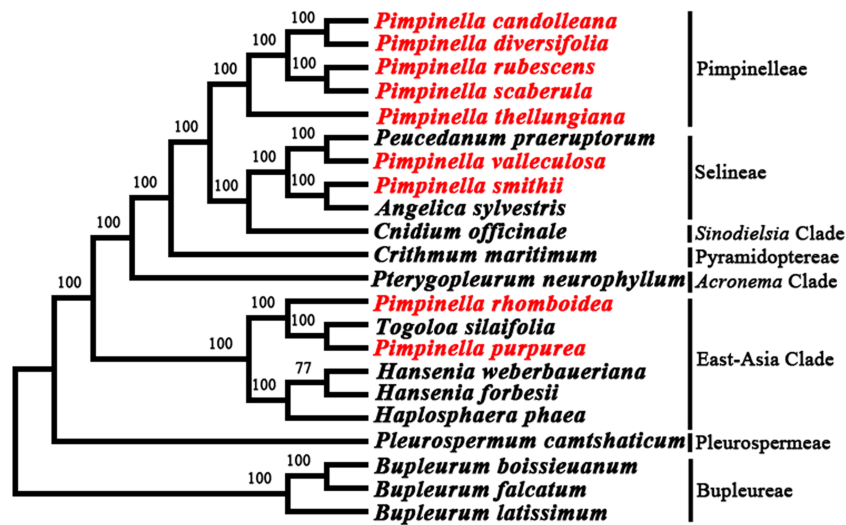 100 Pimpinella candolleana
100 Pimpinella diversifolia
100 100 Pimpinella rubescens Pimpinelleae
Pimpinella scaberula
100 Pimpinella thellungiana
100 Peucedanum praeruptorum
100 Pimpinella valleculosa
100 100 Pimpinella smithii Selineae
100 Angelica sylvestris
Cnidium officinale Sinodielsia Clade
100 Crithmum maritimum Pyramidoptereae
Pterygopleurum neurophyllum Acronema Clade
100 100 Pimpinella rhomboidea
100 Togoloa silaifolia
100 Pimpinella purpurea
77 Hansenia weberbaueriana East-Asia Clade
100 Hansenia forbesii
Haplosphaera phaea
Pleurospermum camtshaticum Pleurospermeae
100 Bupleurum boissieuanum
100 Bupleurum falcatum Bupleureae
Bupleurum latissimum